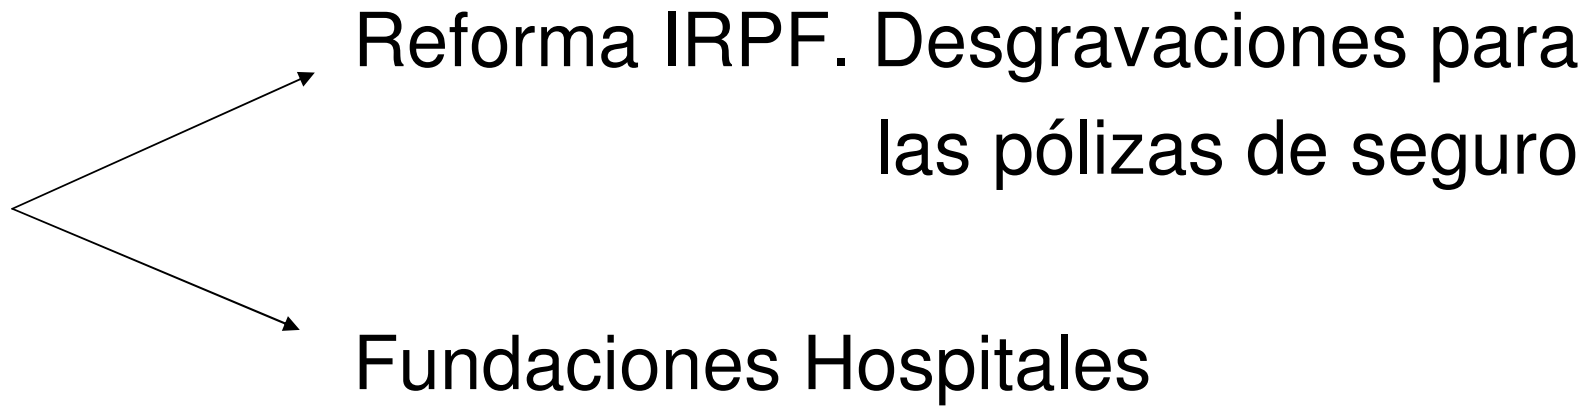 Reforma IRPF. Desgravaciones para
las pólizas de seguro
Fundaciones Hospitales